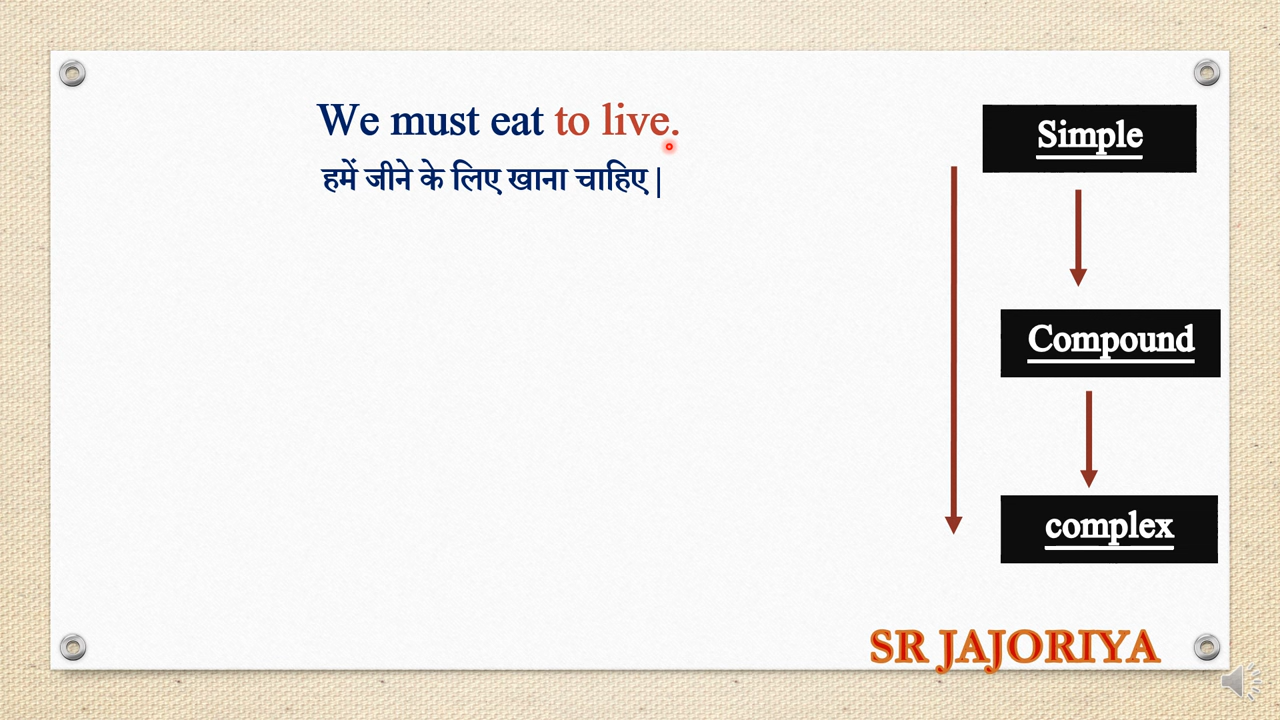 We must eat to live.
हमें जीने के लिए खाना चाहिए |
Simple
Compound
complex
SR JAJORIYA